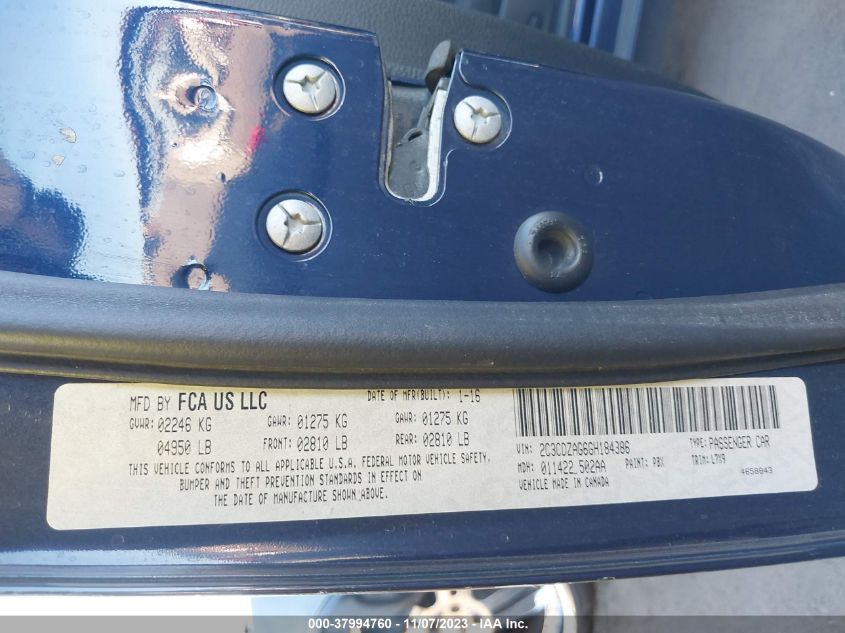 MFD BY FCA US LLC
DATE OF MFR(BUILT): 1-16
GVWR: 02246 KG
GAWR: 01275 KG
GAWR: 01275 KG
04950 LB
FRONT: 02810 LB
REAR: 02810 LB
THIS VEHICLE CONFORMS TO ALL APPLICABLE U.S.A. FEDERAL MOTOR VEHICLE SAFETY,
BUMPER AND THEFT PREVENTION STANDARDS IN EFFECT ON
THE DATE OF MANUFACTURE SHOWN ABOVE.
VIN: 2C3CDZAG6GH184386
TYPE: PASSENGER CAR
MDH: 011422 502AA
PAINT: PBX
TRIM: L7X9
VEHICLE MADE IN CANADA
4658943
000-37994760 — 11/07/2023 — IAA Inc.